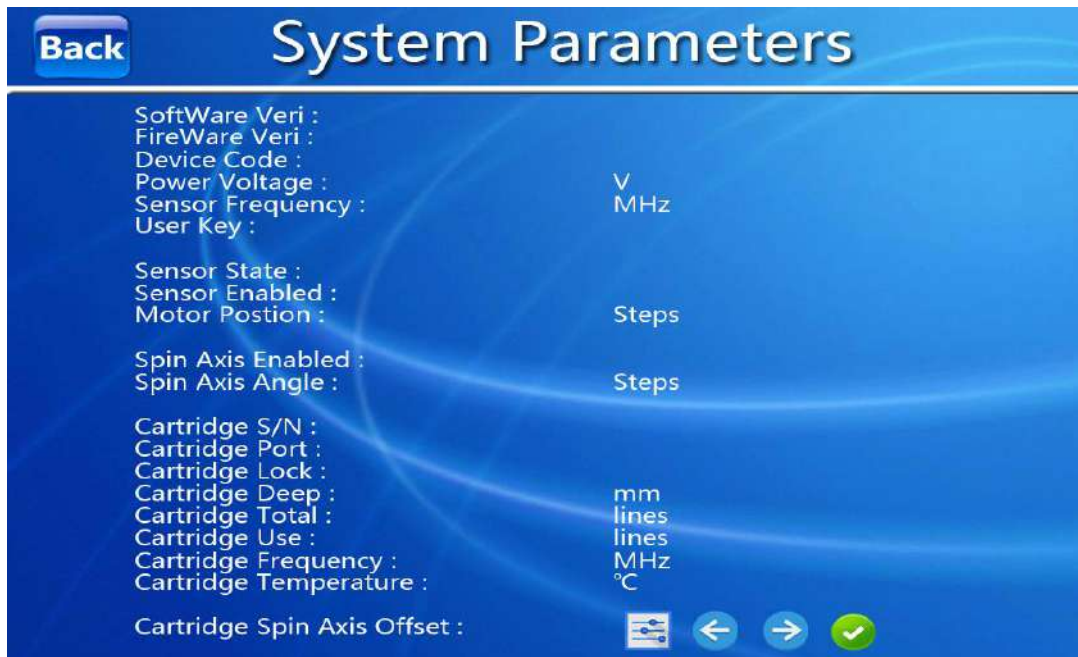 Back
System Parameters
SoftWare Veri :
FireWare Veri :
Device Code :
Power Voltage : V
Sensor Frequency : MHz
User Key :
Sensor State :
Sensor Enabled :
Motor Postion : Steps
Spin Axis Enabled :
Spin Axis Angle : Steps
Cartridge S/N :
Cartridge Port :
Cartridge Lock :
Cartridge Deep : mm
Cartridge Total : lines
Cartridge Use : lines
Cartridge Frequency : MHz
Cartridge Temperature : ℃
Cartridge Spin Axis Offset :